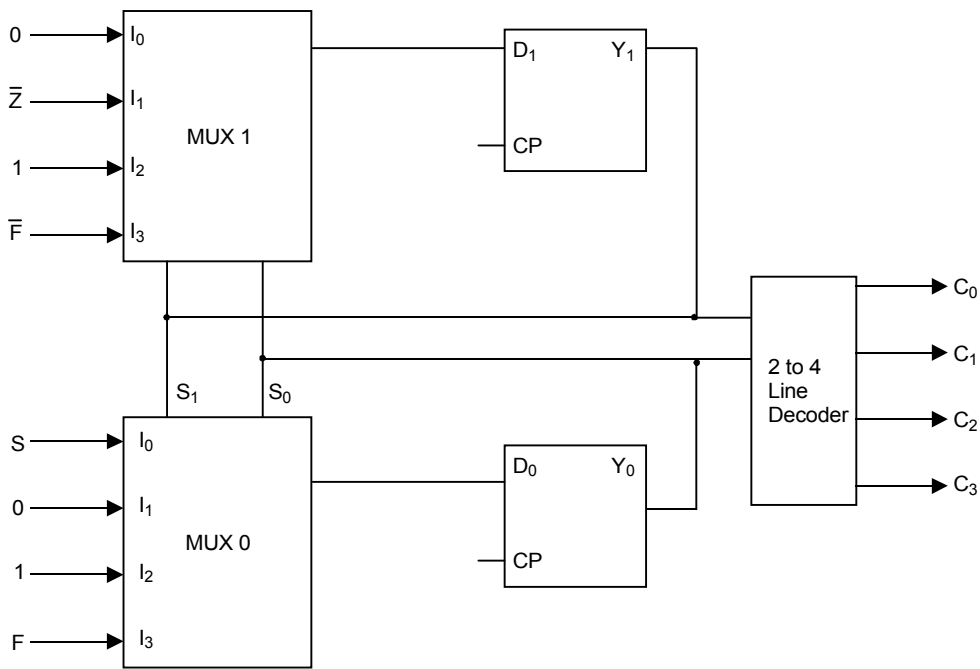 0 I₀
Z̅ I₁
1 I₂
F̅ I₃
MUX 1
D₁ Y₁
CP
S₁ S₀
S I₀
0 I₁
1 I₂
F I₃
MUX 0
D₀ Y₀
CP
2 to 4
Line
Decoder
C₀
C₁
C₂
C₃